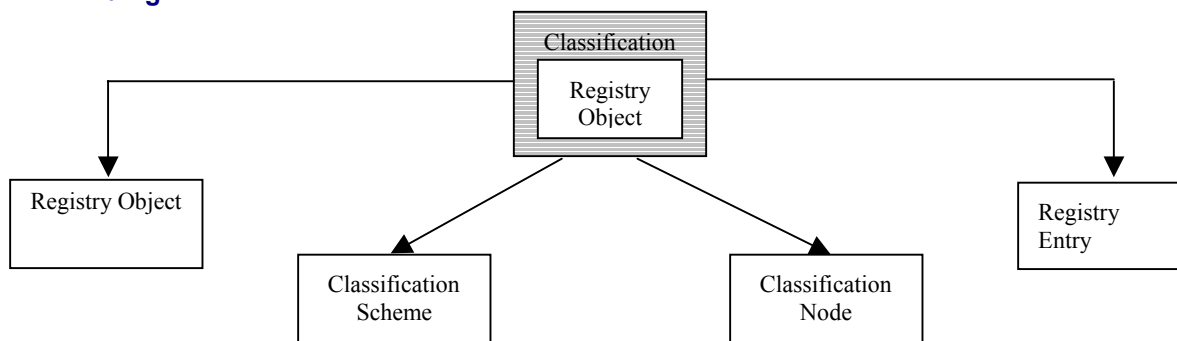 Classification
Registry
Object
Registry Object
Registry
Entry
Classification
Scheme
Classification
Node